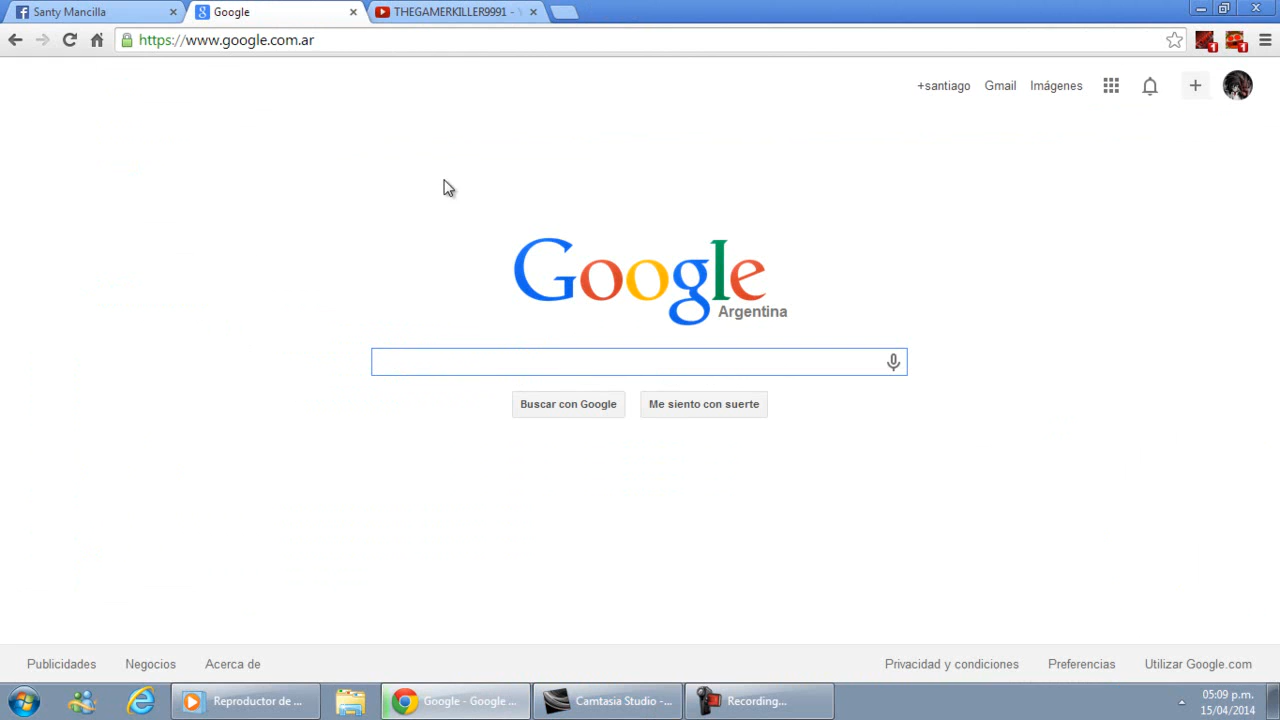 Santy Mancilla
Google
THEGAMERKILLER9991 -
https://www.google.com.ar
1
1
+santiago
Gmail
Imágenes
Google
Argentina
Buscar con Google
Me siento con suerte
Publicidades
Negocios
Acerca de
Privacidad y condiciones
Preferencias
Utilizar Google.com
Reproductor de ...
Google - Google ...
Camtasia Studio -...
Recording...
05:09 p.m.
15/04/2014